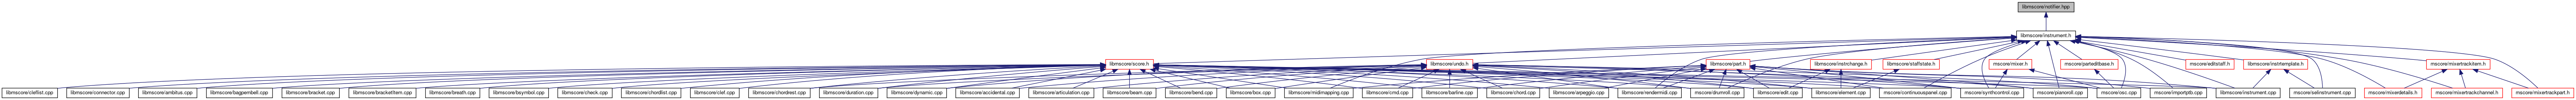 libmscore/notifier.hpp
libmscore/instrument.h
libmscore/score.h
libmscore/undo.h
libmscore/part.h
libmscore/instrchange.h
libmscore/staffstate.h
mscore/mixer.h
mscore/parteditbase.h
mscore/editstaff.h
libmscore/instrtemplate.h
mscore/mixertrackitem.h
libmscore/cleflist.cpp
libmscore/connector.cpp
libmscore/ambitus.cpp
libmscore/bagpembell.cpp
libmscore/bracket.cpp
libmscore/bracketItem.cpp
libmscore/breath.cpp
libmscore/bsymbol.cpp
libmscore/check.cpp
libmscore/chordlist.cpp
libmscore/clef.cpp
libmscore/chordrest.cpp
libmscore/duration.cpp
libmscore/dynamic.cpp
libmscore/accidental.cpp
libmscore/articulation.cpp
libmscore/beam.cpp
libmscore/bend.cpp
libmscore/box.cpp
libmscore/midimapping.cpp
libmscore/cmd.cpp
libmscore/barline.cpp
libmscore/chord.cpp
libmscore/arpeggio.cpp
libmscore/rendermidi.cpp
mscore/drumroll.cpp
libmscore/edit.cpp
libmscore/element.cpp
mscore/continuouspanel.cpp
mscore/synthcontrol.cpp
mscore/pianoroll.cpp
mscore/osc.cpp
mscore/importptb.cpp
libmscore/instrument.cpp
mscore/selinstrument.cpp
mscore/mixerdetails.h
mscore/mixertrackchannel.h
mscore/mixertrackpart.h